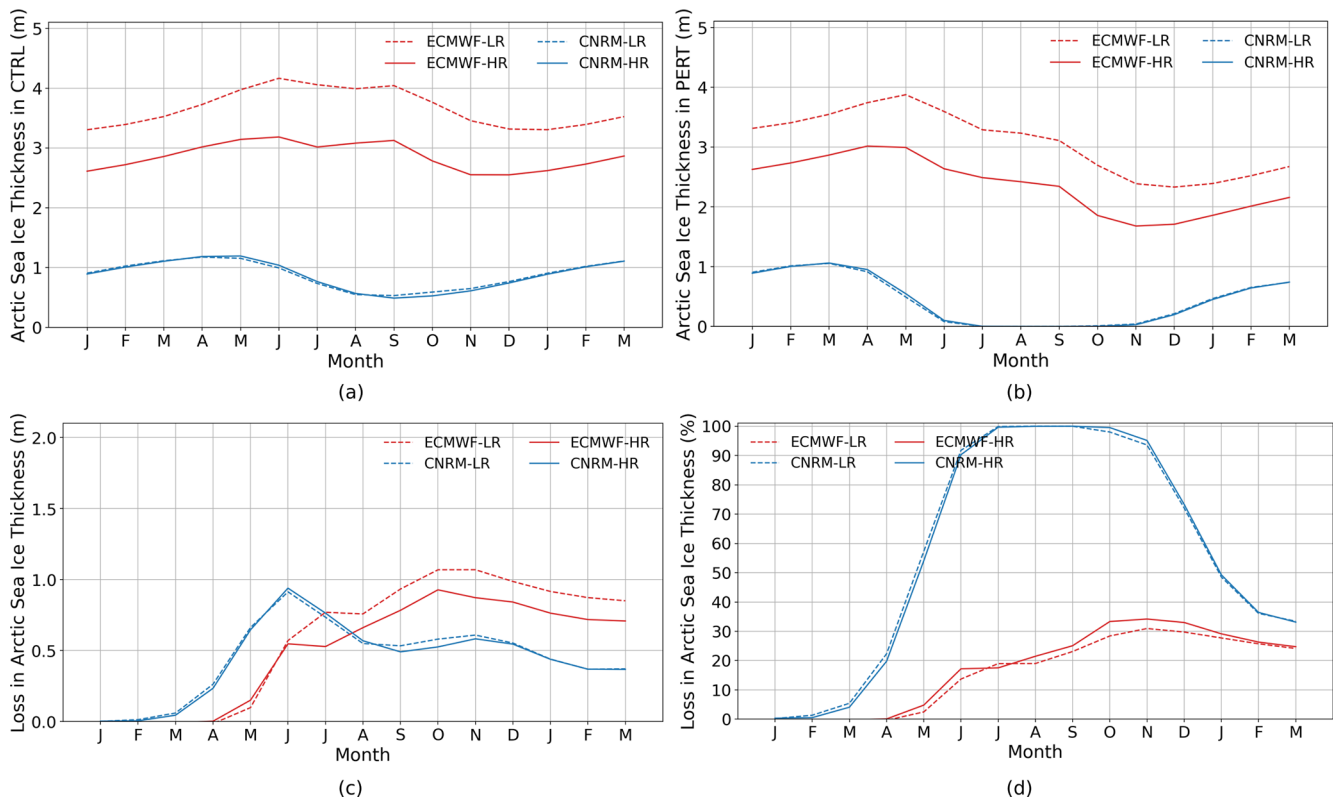 Arctic Sea Ice Thickness in CTRL (m)
5
4
3
2
1
0
ECMWF-LR
ECMWF-HR
CNRM-LR
CNRM-HR
J F M A M J J A S O N D J F M
Month
(a)
Arctic Sea Ice Thickness in PERT (m)
5
4
3
2
1
0
ECMWF-LR
ECMWF-HR
CNRM-LR
CNRM-HR
J F M A M J J A S O N D J F M
Month
(b)
Loss in Arctic Sea Ice Thickness (m)
2.0
1.5
1.0
0.5
0.0
ECMWF-LR
CNRM-LR
ECMWF-HR
CNRM-HR
J F M A M J J A S O N D J F M
Month
(c)
Loss in Arctic Sea Ice Thickness (%)
100
90
80
70
60
50
40
30
20
10
0
ECMWF-LR
CNRM-LR
ECMWF-HR
CNRM-HR
J F M A M J J A S O N D J F M
Month
(d)